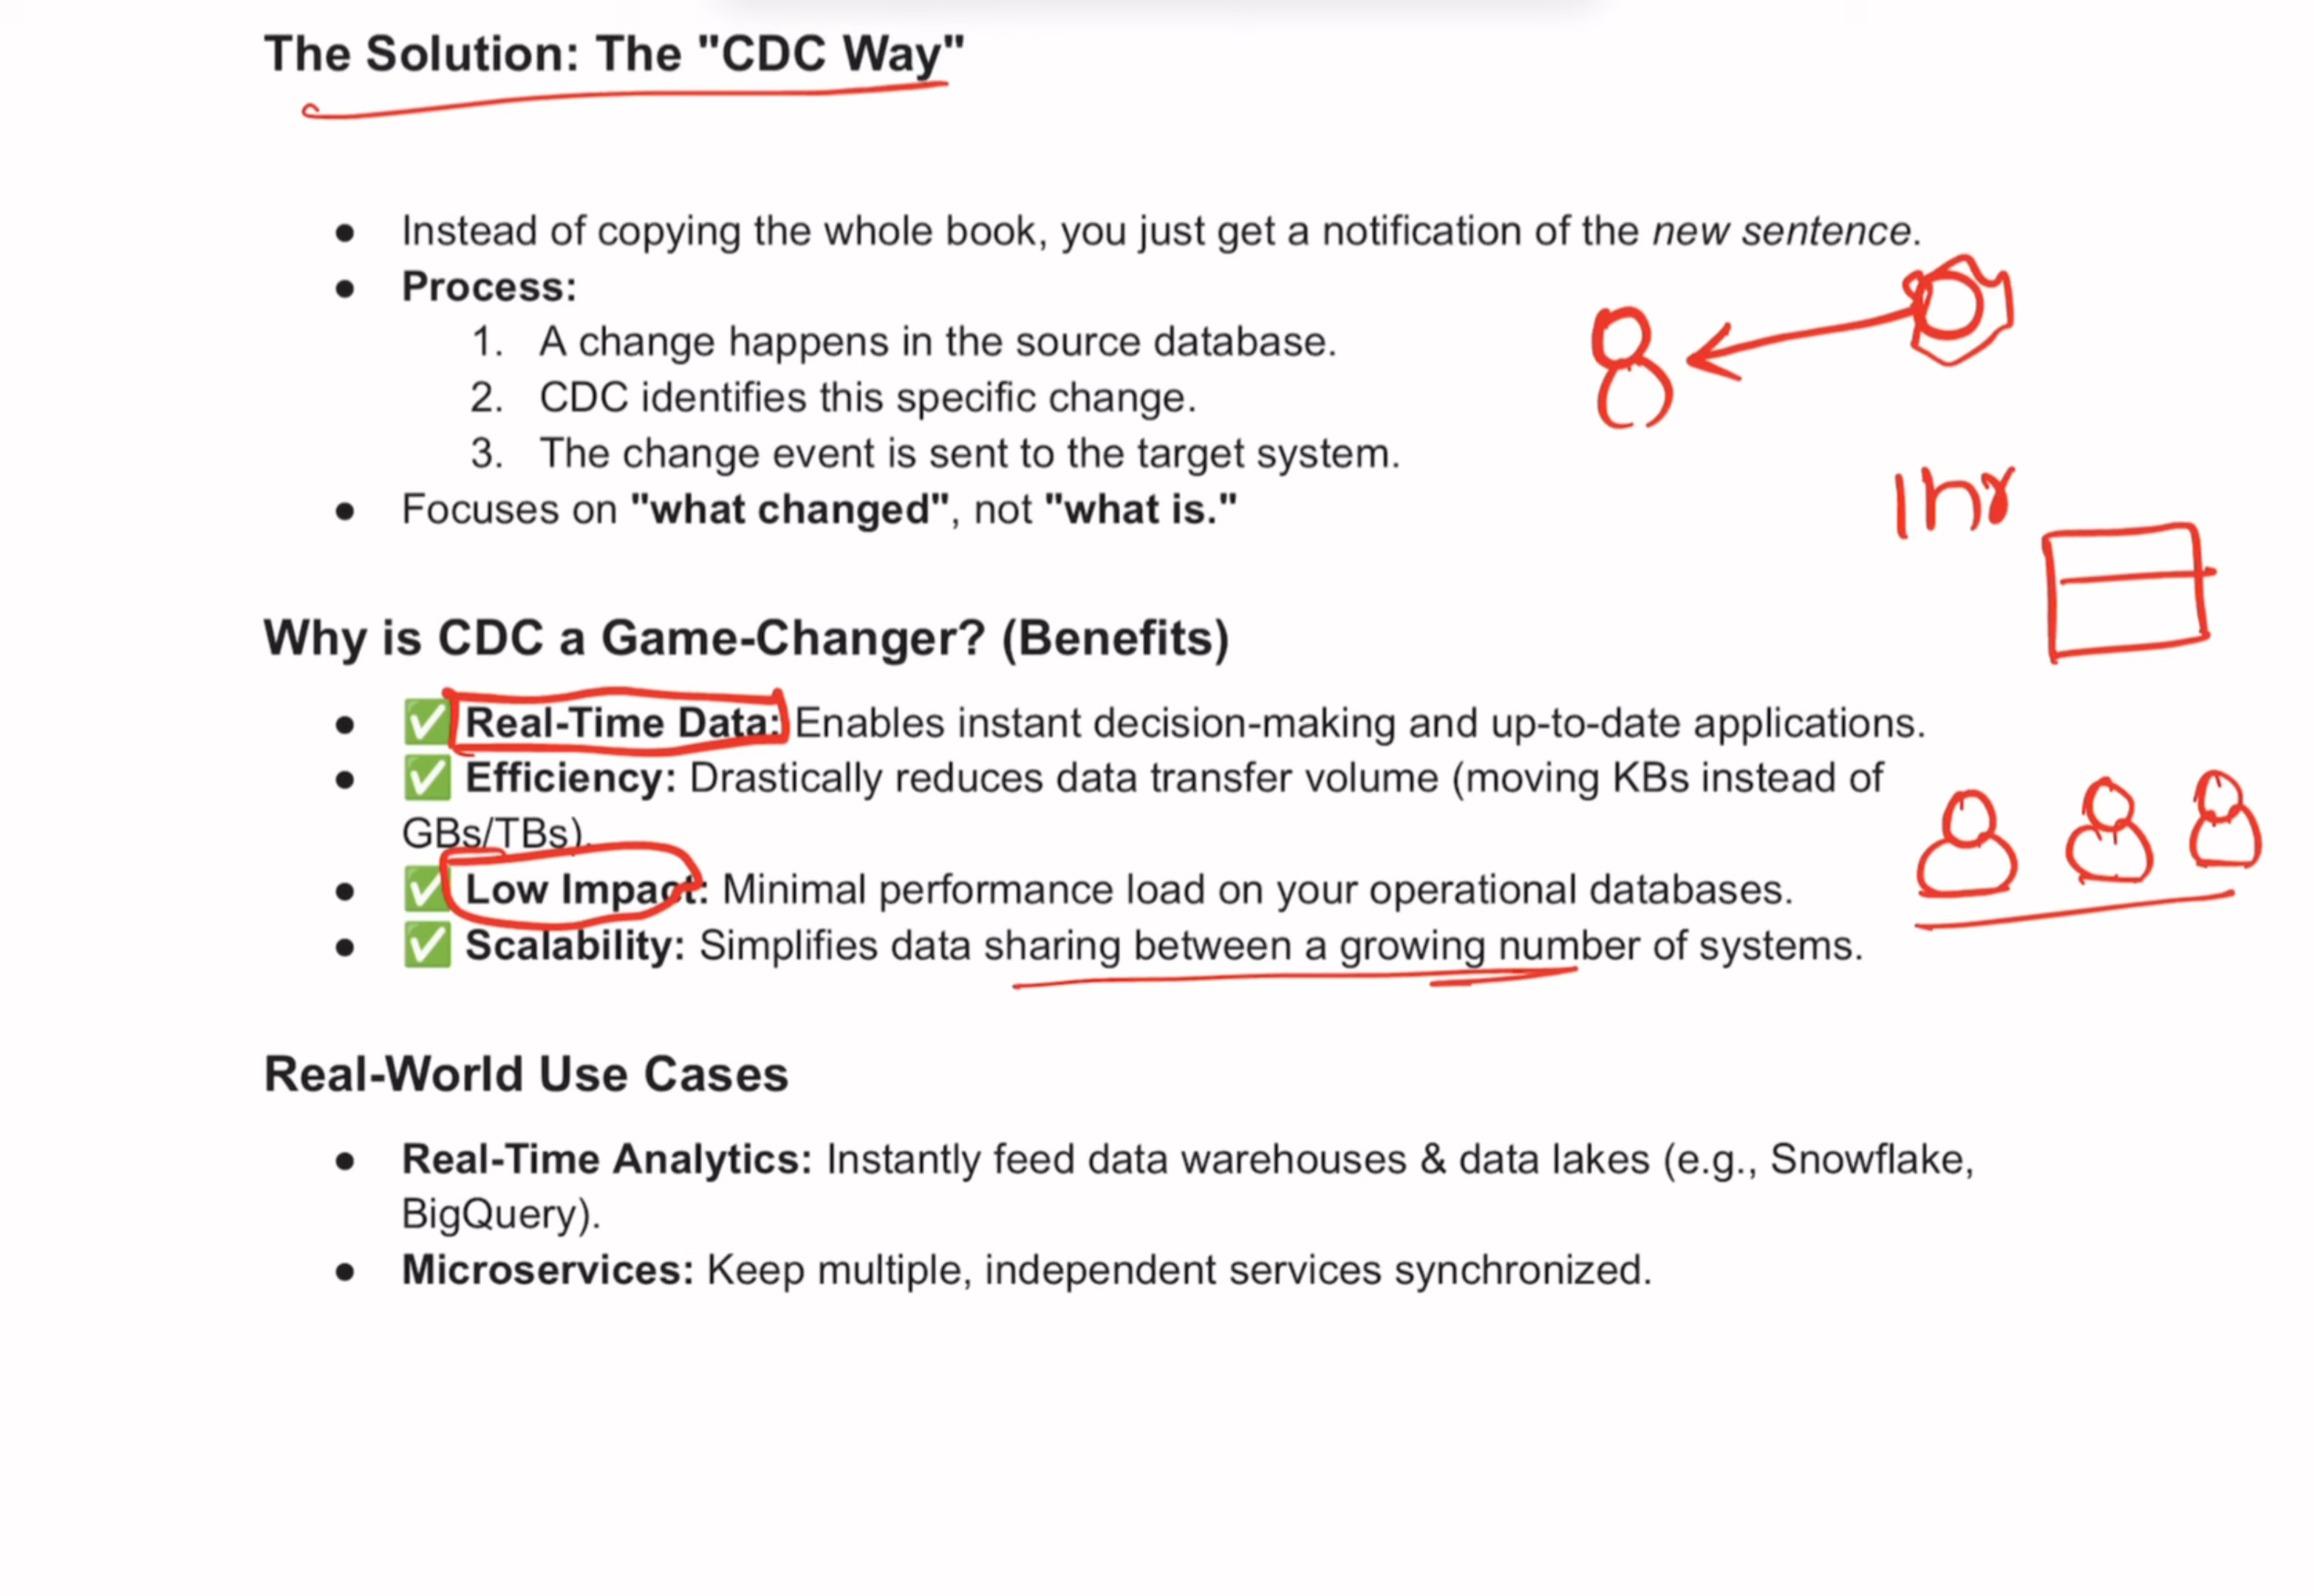 The Solution: The "CDC Way"
● Instead of copying the whole book, you just get a notification of the new sentence.
● Process:
1. A change happens in the source database.
2. CDC identifies this specific change.
3. The change event is sent to the target system.
● Focuses on "what changed", not "what is."
1hr
Why is CDC a Game-Changer? (Benefits)
● ✅ Real-Time Data: Enables instant decision-making and up-to-date applications.
● ✅ Efficiency: Drastically reduces data transfer volume (moving KBs instead of
GBs/TBs).
● ✅ Low Impact: Minimal performance load on your operational databases.
● ✅ Scalability: Simplifies data sharing between a growing number of systems.
Real-World Use Cases
● Real-Time Analytics: Instantly feed data warehouses & data lakes (e.g., Snowflake,
BigQuery).
● Microservices: Keep multiple, independent services synchronized.